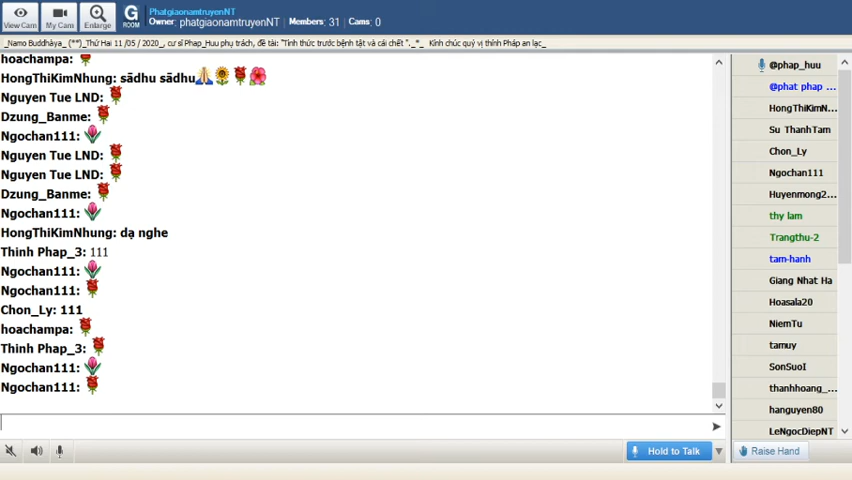 View Cam
My Cam
Enlarge
G
ROOM
PhatgiaonamtruyenNT
Owner: phatgiaonamtruyenNT Members: 31 Cams: 0
_Namo Buddhàya_ (**)_Thứ Hai 11 /05 / 2020_, cư sĩ Phap_Huu phụ trách, đề tài: "Tỉnh thức trước bệnh tật và cái chết "._*_ Kính chúc quý vị thính Pháp an lạc_
hoachampa:
HongThiKimNhung: sādhu sādhu
Nguyen Tue LND:
Dzung_Banme:
Ngochan111:
Nguyen Tue LND:
Nguyen Tue LND:
Dzung_Banme:
Ngochan111:
HongThiKimNhung: dạ nghe
Thinh Phap_3: 111
Ngochan111:
Ngochan111:
Chon_Ly: 111
hoachampa:
Thinh Phap_3:
Ngochan111:
Ngochan111:
@phap_huu
@phat phap ...
HongThiKimN...
Su ThanhTam
Chon_Ly
Ngochan111
Huyenmong2...
thy lam
Trangthu-2
tam-hanh
Giang Nhat Ha
Hoasala20
NiemTu
tamuy
SonSuoI
thanhhoang_...
hanguyen80
LeNgocDiepNT
Hold to Talk
Raise Hand